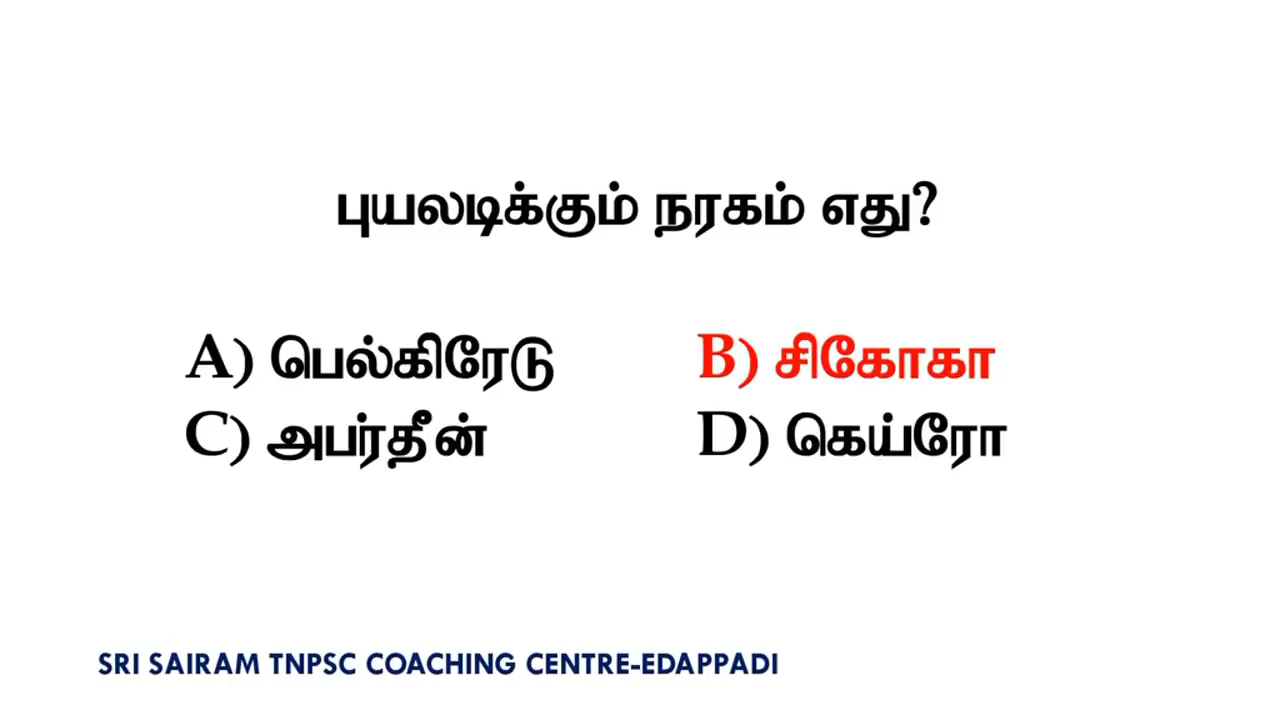 புயலடிக்கும் நரகம் எது?
A) பெல்கிரேடு B) சிகோகா
C) அபர்தீன் D) கெய்ரோ
SRI SAIRAM TNPSC COACHING CENTRE-EDAPPADI